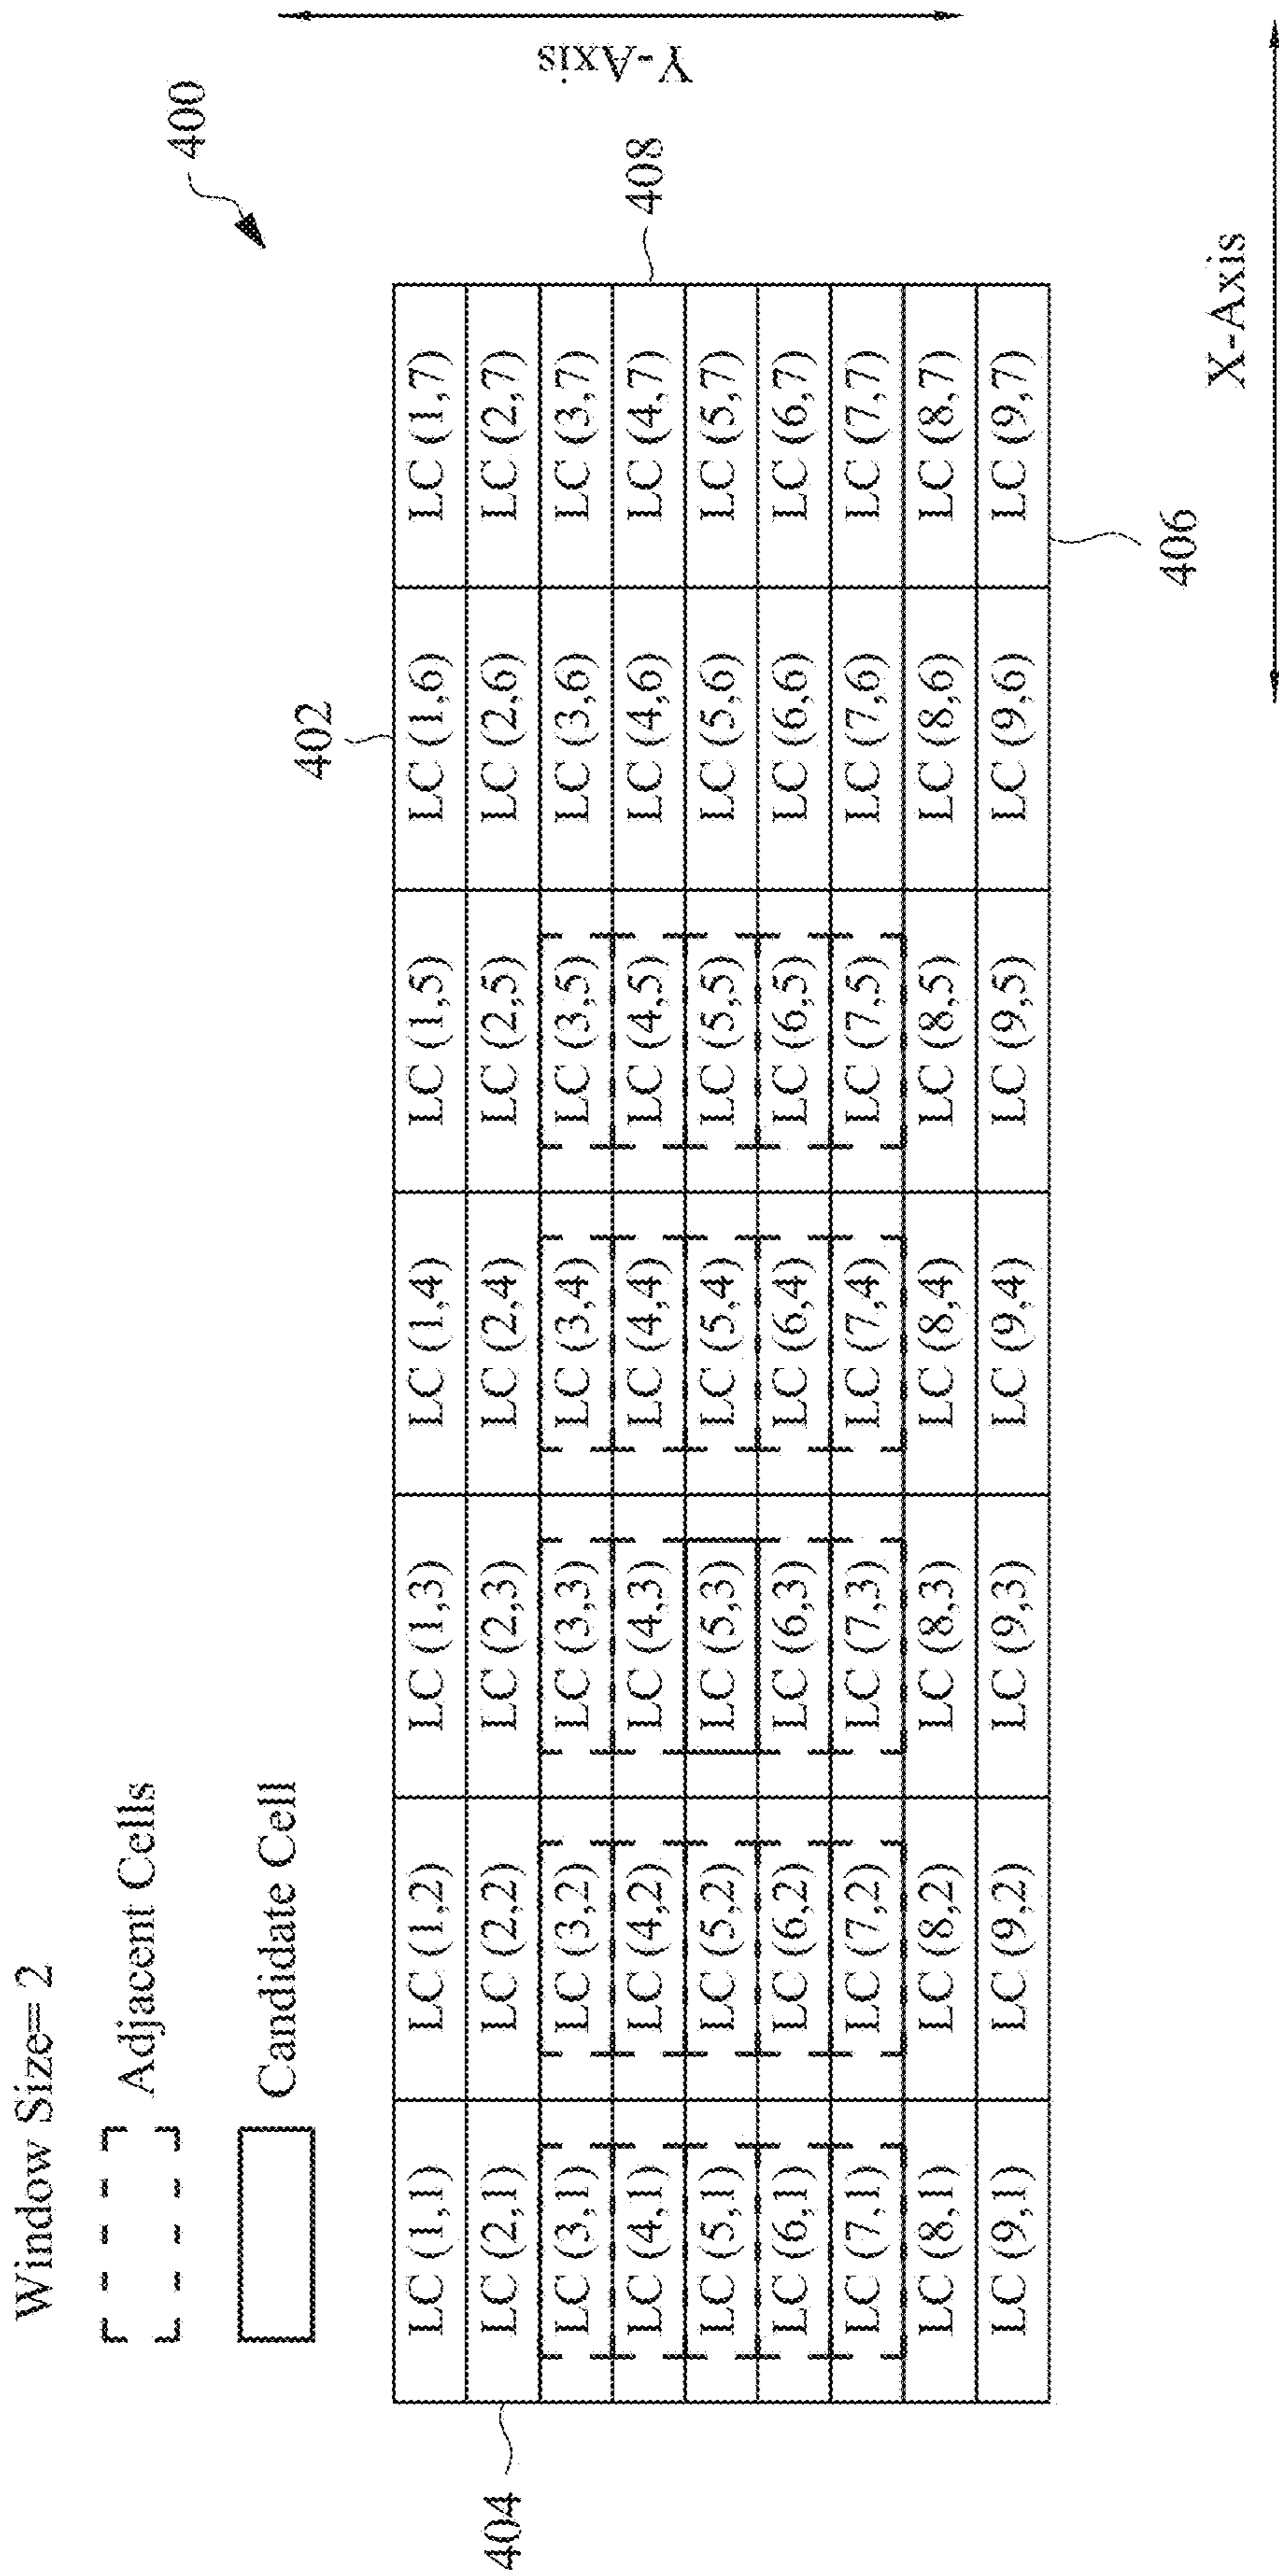 Window Size= 2
Adjacent Cells
Candidate Cell
400
402
404
LC (1,1) LC (1,2) LC (1,3) LC (1,4) LC (1,5) LC (1,6) LC (1,7)
LC (2,1) LC (2,2) LC (2,3) LC (2,4) LC (2,5) LC (2,6) LC (2,7)
LC (3,1) LC (3,2) LC (3,3) LC (3,4) LC (3,5) LC (3,6) LC (3,7)
LC (4,1) LC (4,2) LC (4,3) LC (4,4) LC (4,5) LC (4,6) LC (4,7)
LC (5,1) LC (5,2) LC (5,3) LC (5,4) LC (5,5) LC (5,6) LC (5,7)
LC (6,1) LC (6,2) LC (6,3) LC (6,4) LC (6,5) LC (6,6) LC (6,7)
LC (7,1) LC (7,2) LC (7,3) LC (7,4) LC (7,5) LC (7,6) LC (7,7)
LC (8,1) LC (8,2) LC (8,3) LC (8,4) LC (8,5) LC (8,6) LC (8,7)
LC (9,1) LC (9,2) LC (9,3) LC (9,4) LC (9,5) LC (9,6) LC (9,7)
408
Y-Axis
406
X-Axis